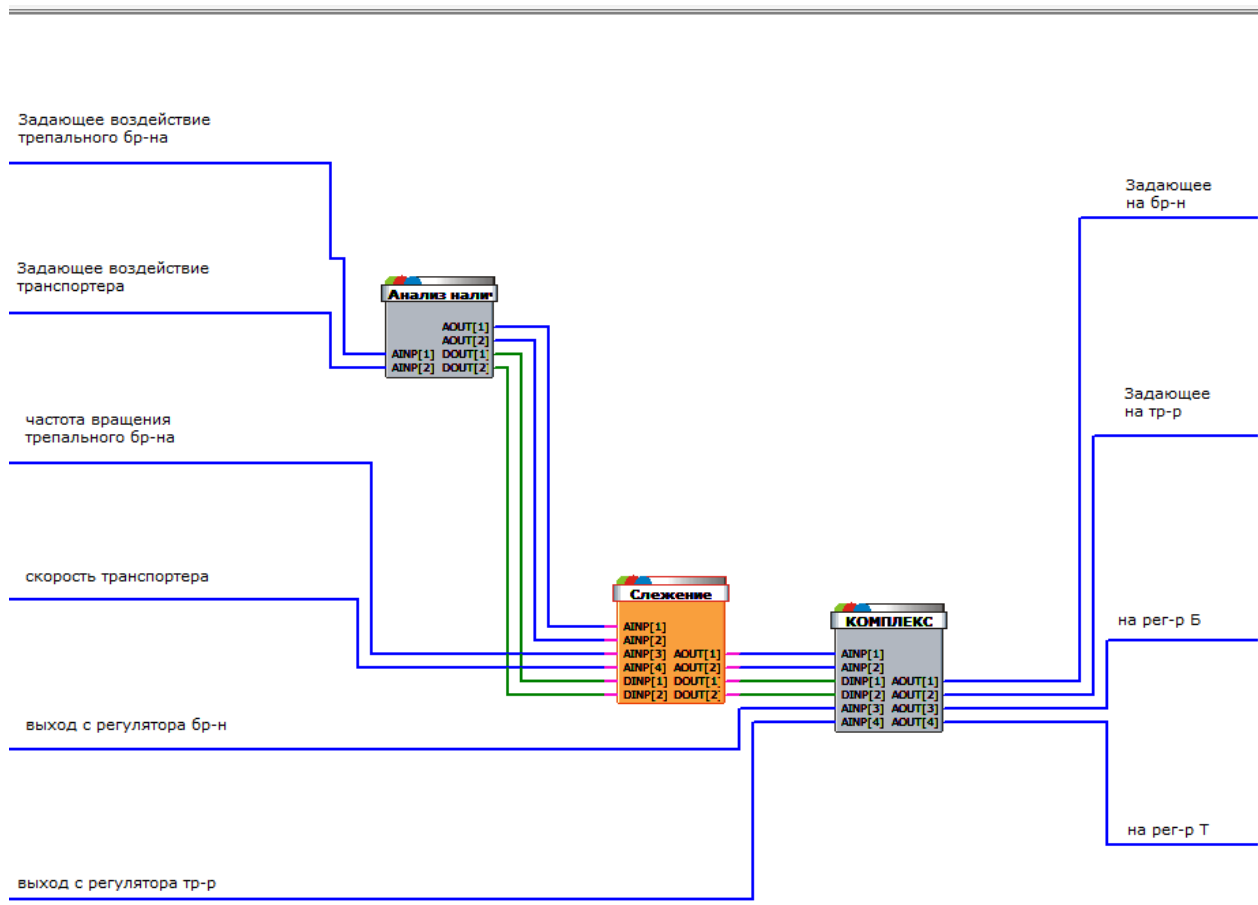 Задающее воздействие
трепального бр-на
Задающее
на бр-н
Задающее воздействие
транспортера
Анализ налич
AOUT[1]
AOUT[2]
AINP[1] DOUT[1]
AINP[2] DOUT[2]
Задающее
на тр-р
частота вращения
трепального бр-на
скорость транспортера
Слежение
AINP[1]
AINP[2]
AINP[3] AOUT[1]
AINP[4] AOUT[2]
DINP[1] DOUT[1]
DINP[2] DOUT[2]
КОМПЛЕКС
AINP[1]
AINP[2]
DINP[1] AOUT[1]
DINP[2] AOUT[2]
AINP[3] AOUT[3]
AINP[4] AOUT[4]
на рег-р Б
выход с регулятора бр-н
на рег-р Т
выход с регулятора тр-р